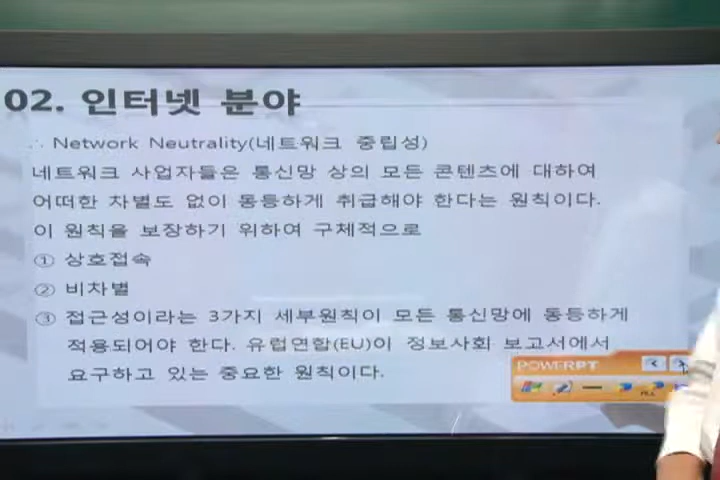 02. 인터넷 분야
∴ Network Neutrality(네트워크 중립성)
네트워크 사업자들은 통신망 상의 모든 콘텐츠에 대하여
어떠한 차별도 없이 동등하게 취급해야 한다는 원칙이다.
이 원칙을 보장하기 위하여 구체적으로
① 상호접속
② 비차별
③ 접근성이라는 3가지 세부원칙이 모든 통신망에 동등하게
적용되어야 한다. 유럽연합(EU)이 정보사회 보고서에서
요구하고 있는 중요한 원칙이다.
POWERPT